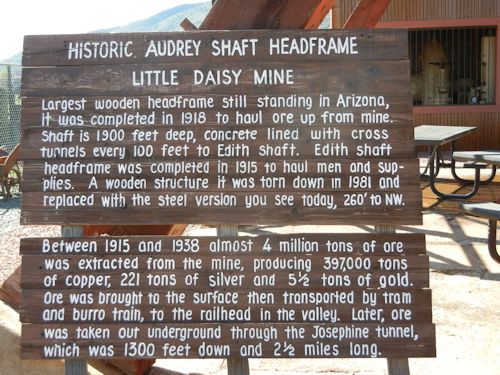 HISTORIC AUDREY SHAFT HEADFRAME
LITTLE DAISY MINE
Largest wooden headframe still standing in Arizona,
it was completed in 1918 to haul ore up from mine.
Shaft is 1900 feet deep, concrete lined with cross
tunnels every 100 feet to Edith Shaft. Edith shaft
headframe was completed in 1915 to haul men and sup-
plies. A wooden structure it was torn down in 1981 and
replaced with the steel version you see today, 260' to NW.
Between 1915 and 1938 almost 4 million tons of ore
was extracted from the mine, producing 397,000 tons
of copper, 221 tons of silver and 5½ tons of gold.
Ore was brought to the surface then transported by tram
and burro train, to the railhead in the valley. Later, ore
was taken out underground through the Josephine tunnel,
which was 1300 feet down and 2½ miles long.